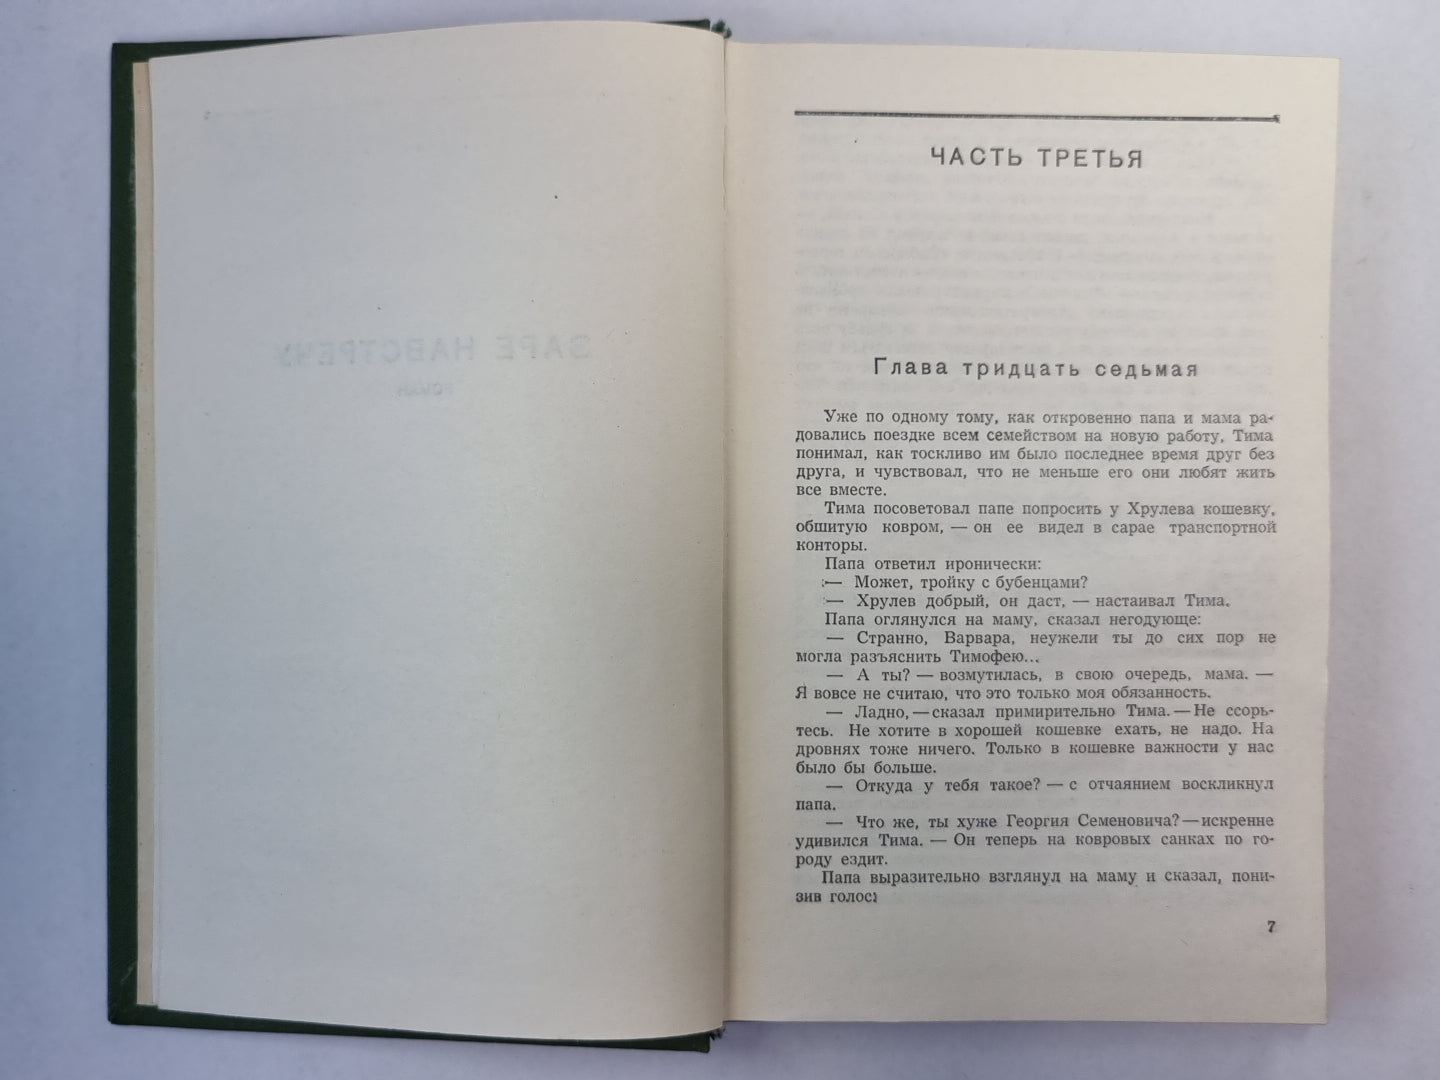 ЗАРЕ НАВСТРЕЧУ
РОМАН
ЧАСТЬ ТРЕТЬЯ
Глава тридцать седьмая
Уже по одному тому, как откровенно папа и мама ра-
довались поездке всем семейством на новую работу, Тима
понимал, как тоскливо им было последнее время друг без
друга, и чувствовал, что не меньше его они любят жить
все вместе.
Тима посоветовал папе попросить у Хрулева кошевку,
обшитую ковром, — он ее видел в сарае транспортной
конторы.
Папа ответил иронически:
— Может, тройку с бубенцами?
— Хрулев добрый, он даст, — настаивал Тима.
Папа оглянулся на маму, сказал негодующе:
— Странно, Варвара, неужели ты до сих пор не
могла разъяснить Тимофею...
— А ты? — возмутилась, в свою очередь, мама. —
Я вовсе не считаю, что это только моя обязанность.
— Ладно, — сказал примирительно Тима. — Не ссорь-
тесь. Не хотите в хорошей кошевке ехать, не надо. На
дровнях тоже ничего. Только в кошевке важности у нас
было бы больше.
— Откуда у тебя такое? — с отчаянием воскликнул
папа.
— Что же, ты хуже Георгия Семеновича? — искренне
удивился Тима. — Он теперь на ковровых санках по го-
роду ездит.
Папа выразительно взглянул на маму и сказал, пони-
зив голос:
7